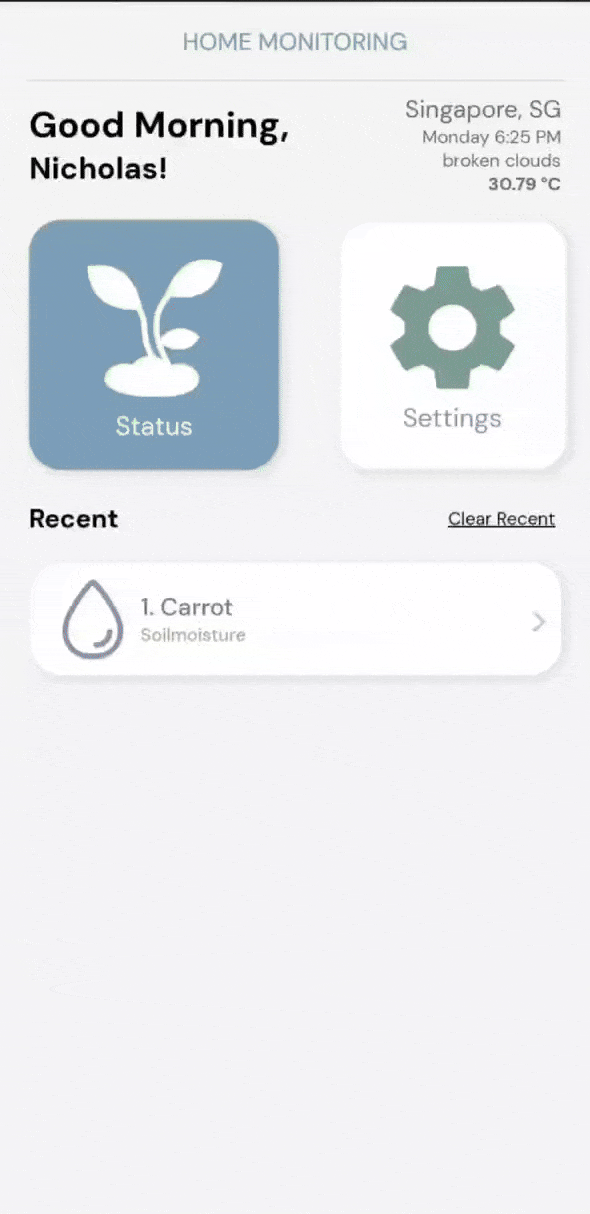 HOME MONITORING
Good Morning,
Nicholas!
Singapore, SG
Monday 6:25 PM
broken clouds
30.79 °C
Status
Settings
Recent
Clear Recent
1. Carrot
Soilmoisture